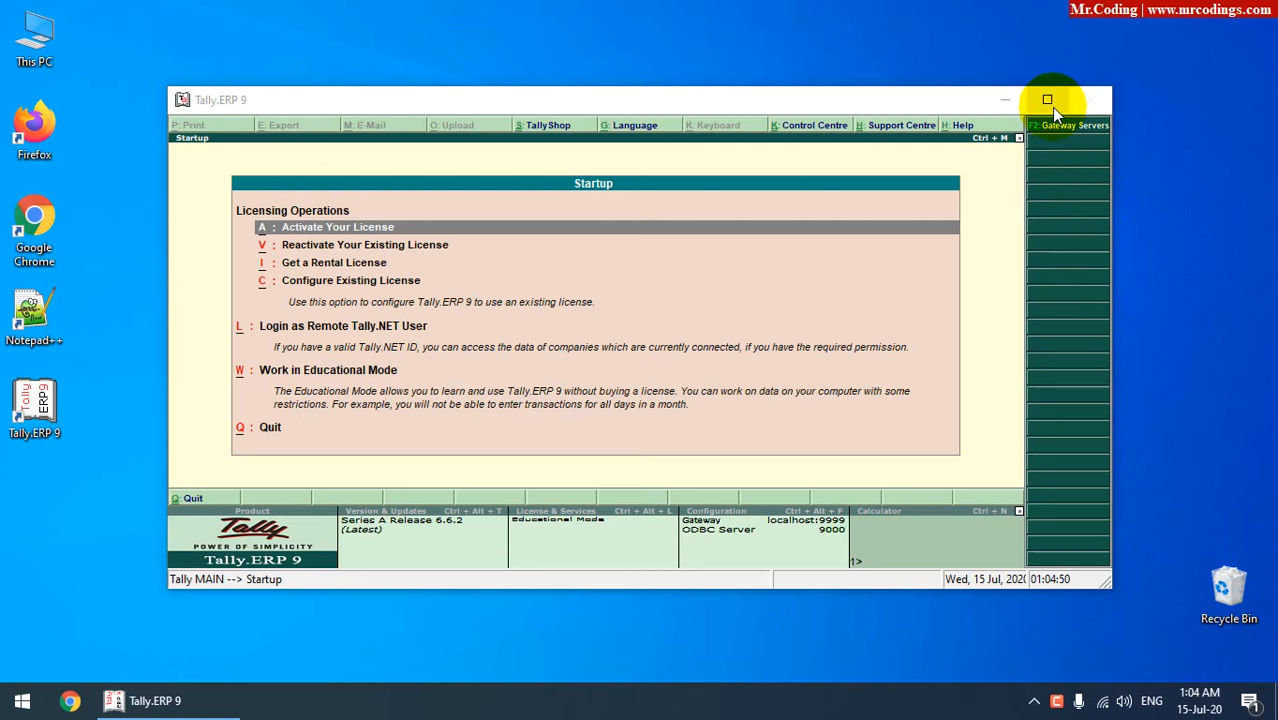 Mr.Coding | www.mrcodings.com
This PC
Firefox
Google
Chrome
Notepad++
Tally.ERP 9
Tally.ERP 9
P: Print E: Export M: E-Mail O: Upload S: TallyShop G: Language K: Keyboard K: Control Centre H: Support Centre H: Help F2: Gateway Servers
Startup Ctrl + M
Startup
Licensing Operations
A : Activate Your License
V : Reactivate Your Existing License
I : Get a Rental License
C : Configure Existing License
Use this option to configure Tally.ERP 9 to use an existing license.
L : Login as Remote Tally.NET User
If you have a valid Tally.NET ID, you can access the data of companies which are currently connected, if you have the required permission.
W : Work in Educational Mode
The Educational Mode allows you to learn and use Tally.ERP 9 without buying a license. You can work on data on your computer with some
restrictions. For example, you will not be able to enter transactions for all days in a month.
Q : Quit
Q: Quit
Product Version & Updates Ctrl + Alt + T License & Services Ctrl + Alt + L Configuration Ctrl + Alt + F Calculator Ctrl + N
Tally
POWER OF SIMPLICITY
Tally.ERP 9
Series A Release 6.6.2
(Latest)
Educational Mode
Gateway localhost:9999
ODBC Server 9000
1>
Tally MAIN --> Startup Wed, 15 Jul, 2020 01:04:50
Recycle Bin
Tally.ERP 9
ENG
1:04 AM
15-Jul-20
1